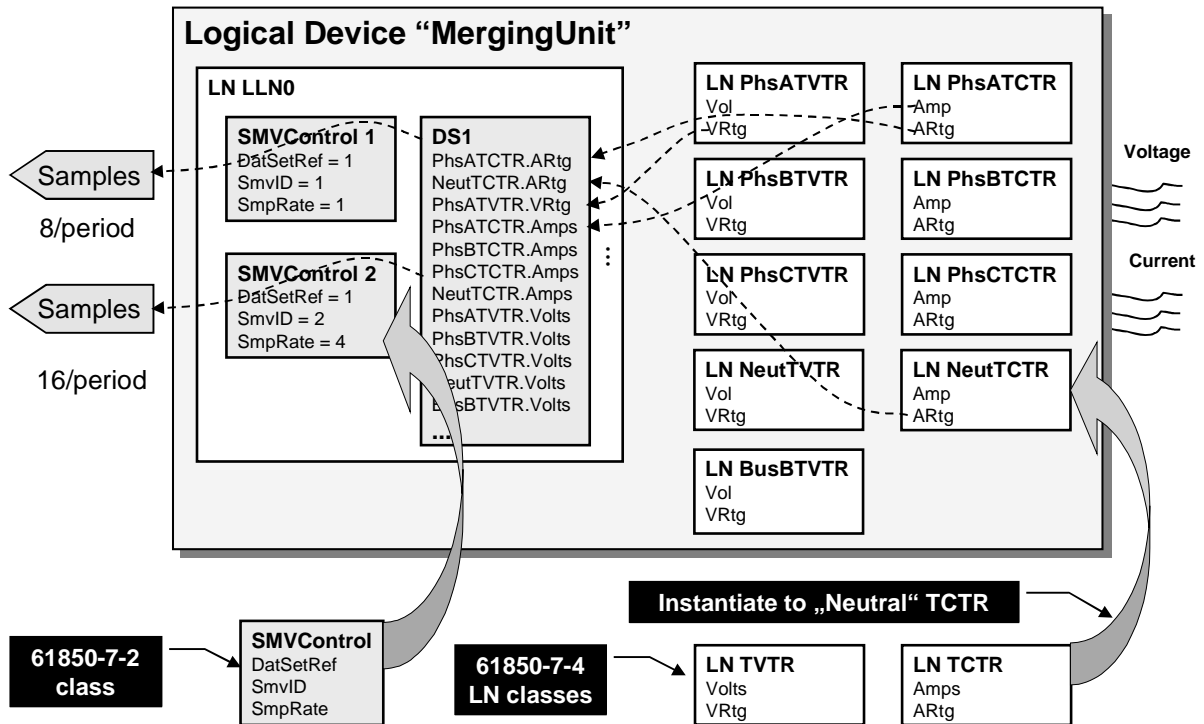 Logical Device “MergingUnit”
LN LLN0
SMVControl 1
DatSetRef = 1
SmvID = 1
SmpRate = 1
SMVControl 2
DatSetRef = 1
SmvID = 2
SmpRate = 4
DS1
PhsATCTR.ARtg
NeutTCTR.ARtg
PhsATVTR.VRtg
PhsATCTR.Amps
PhsBTCTR.Amps
PhsCTCTR.Amps
NeutTCTR.Amps
PhsATVTR.Volts
PhsBTVTR.Volts
PhsCTVTR.Volts
NeutTVTR.Volts
BusBTVTR.Volts
...
...
Samples
8/period
Samples
16/period
LN PhsATVTR
Vol
VRtg
LN PhsATCTR
Amp
ARtg
LN PhsBTVTR
Vol
VRtg
LN PhsBTCTR
Amp
ARtg
LN PhsCTVTR
Vol
VRtg
LN PhsCTCTR
Amp
ARtg
LN NeutTVTR
Vol
VRtg
LN NeutTCTR
Amp
ARtg
LN BusBTVTR
Vol
VRtg
Voltage
Current
Instantiate to „Neutral“ TCTR
61850-7-2
class
SMVControl
DatSetRef
SmvID
SmpRate
61850-7-4
LN classes
LN TVTR
Volts
VRtg
LN TCTR
Amps
ARtg